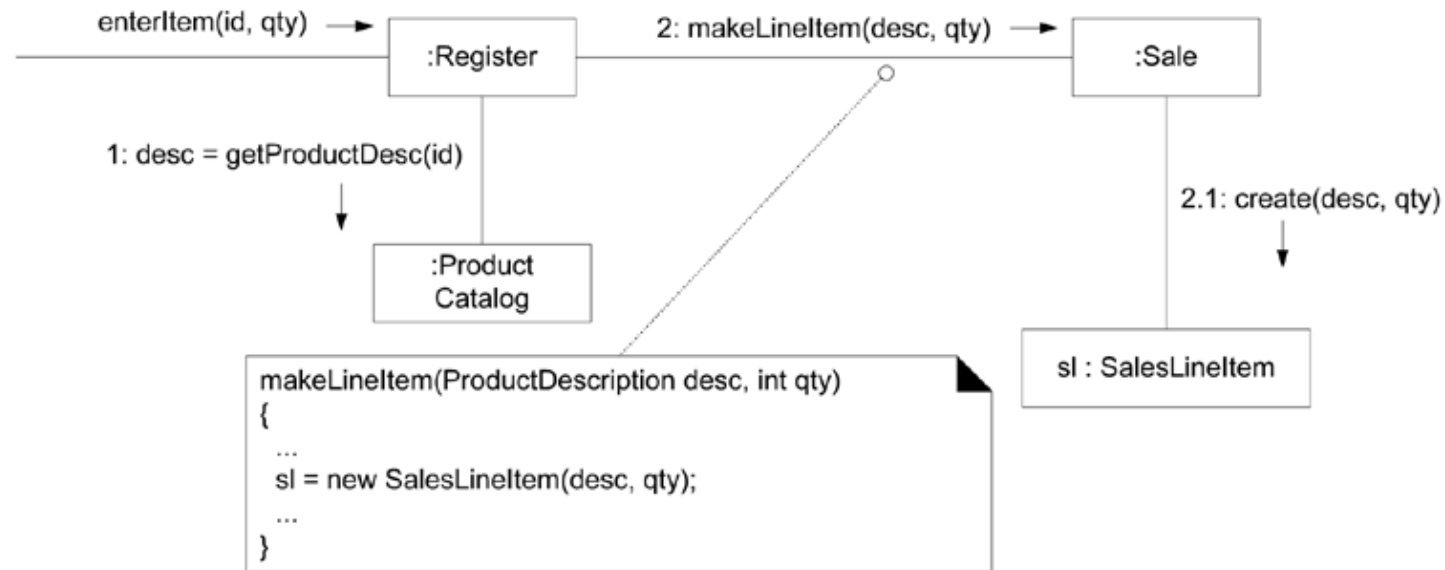 enterItem(id, qty)
:Register
2: makeLineItem(desc, qty)
:Sale
1: desc = getProductDesc(id)
:Product
Catalog
2.1: create(desc, qty)
sl : SalesLineItem
makeLineItem(ProductDescription desc, int qty)
{
...
sl = new SalesLineItem(desc, qty);
...
}